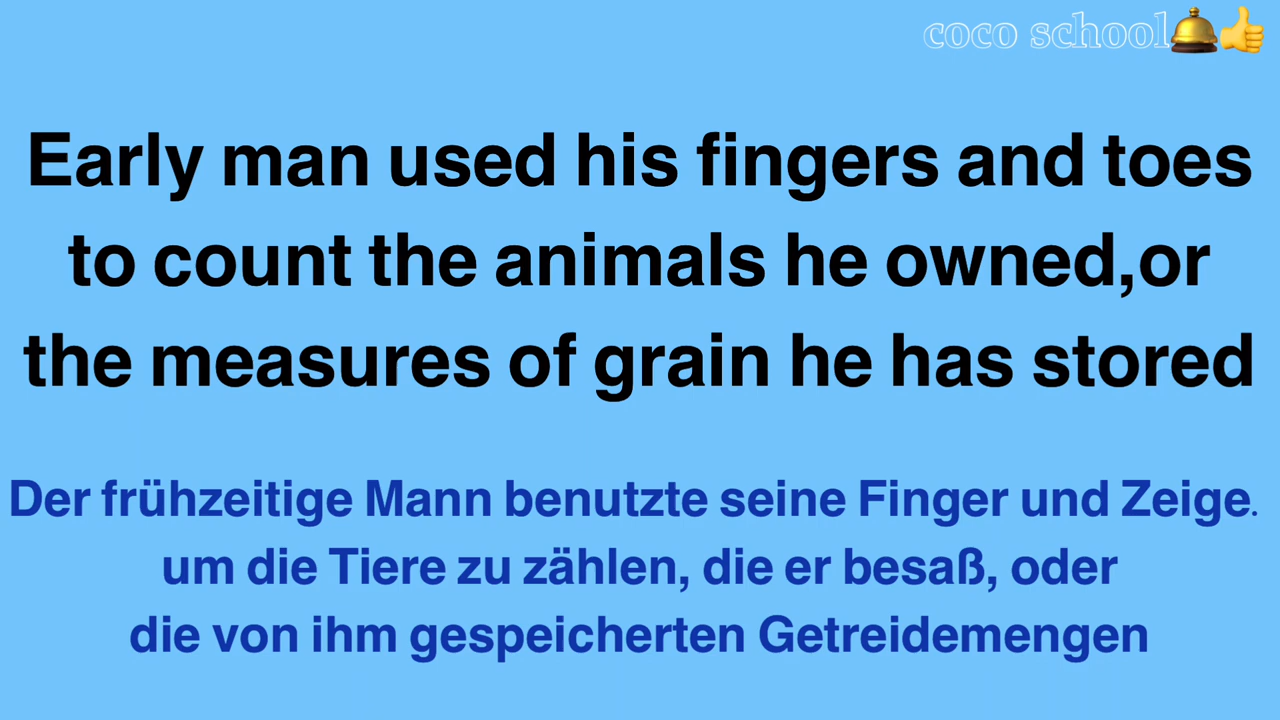 coco school🛎️👍
Early man used his fingers and toes
to count the animals he owned,or
the measures of grain he has stored
Der frühzeitige Mann benutzte seine Finger und Zeige.
um die Tiere zu zählen, die er besaß, oder
die von ihm gespeicherten Getreidemengen